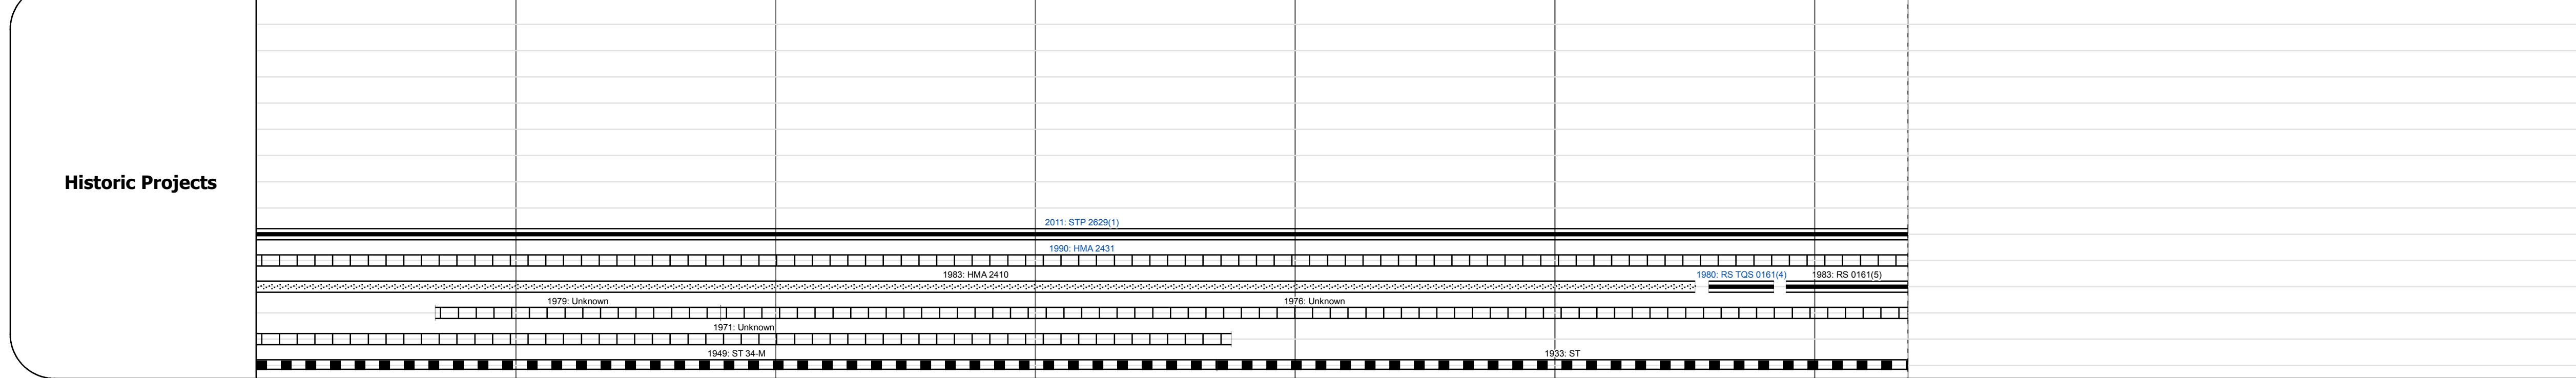 Historic Projects
2011: STP 2629(1)
1990: HMA 2431
1983: HMA 2410
1980: RS TQS 0161(4)
1983: RS 0161(5)
1979: Unknown
1976: Unknown
1971: Unknown
1949: ST 34-M
1933: ST